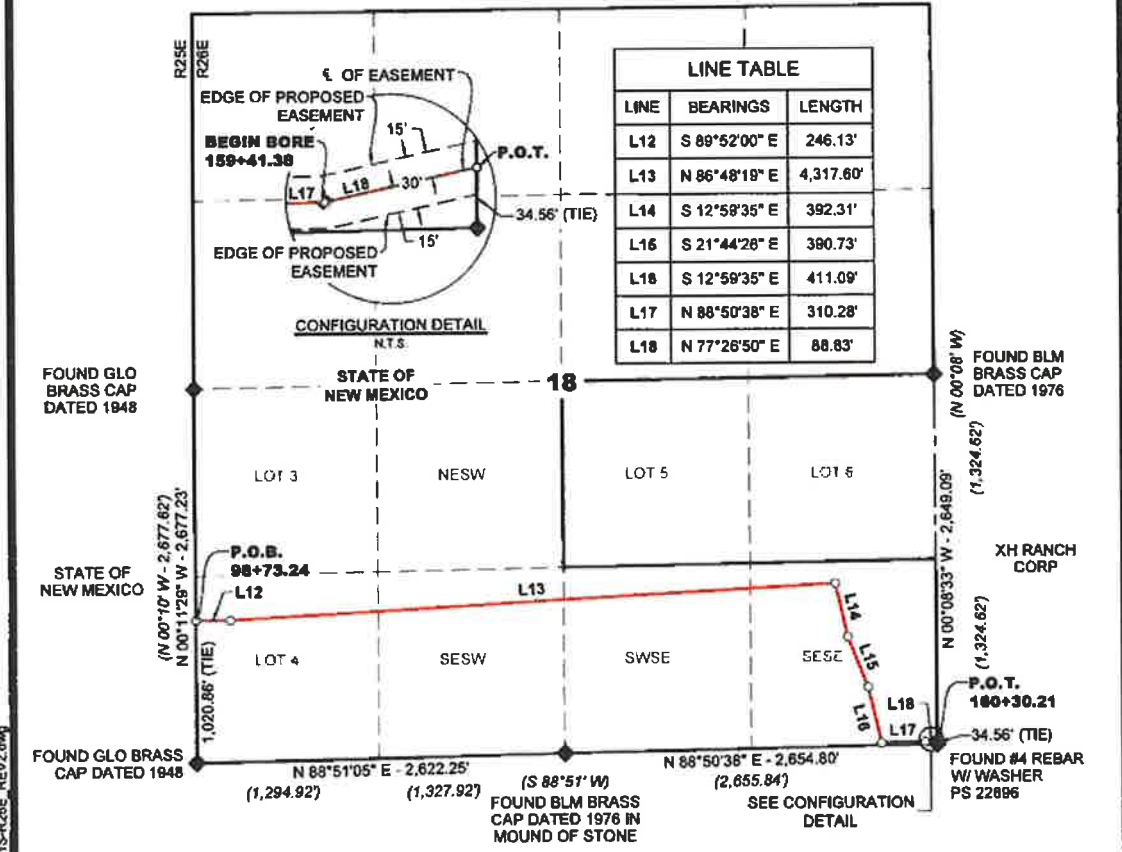 R25E
R26E
℄ OF EASEMENT
EDGE OF PROPOSED
EASEMENT
15'
BEGIN BORE
159+41.38
P.O.T.
L17
L18
30'
34.56' (TIE)
15'
EDGE OF PROPOSED
EASEMENT
CONFIGURATION DETAIL
N.T.S.
LINE TABLE
LINE BEARINGS LENGTH
L12 S 89°52'00" E 246.13'
L13 N 86°48'19" E 4,317.60'
L14 S 12°59'35" E 392.31'
L15 S 21°44'26" E 390.73'
L16 S 12°59'35" E 411.09'
L17 N 88°50'38" E 310.28'
L18 N 77°26'50" E 88.83'
FOUND GLO
BRASS CAP
DATED 1948
STATE OF
NEW MEXICO
18
(N 00°08' W)
FOUND BLM
BRASS CAP
DATED 1976
(1,324.62')
LOT 3
NESW
LOT 5
LOT 6
(N 00°10' W - 2,677.62')
N 00°11'29" W - 2,677.23'
N 00°08'33" W - 2,649.09'
P.O.B.
98+73.24
STATE OF
NEW MEXICO
XH RANCH
CORP
L12
L13
L14
L15
L16
(1,324.62')
1,020.86' (TIE)
LOT 4
SESW
SWSE
SESE
P.O.T.
160+30.21
L18
L17
34.56' (TIE)
FOUND GLO BRASS
CAP DATED 1948
N 88°51'05" E - 2,622.25'
(1,294.92')
(1,327.92')
(S 88°51' W)
FOUND BLM BRASS
CAP DATED 1976 IN
MOUND OF STONE
N 88°50'38" E - 2,654.80'
(2,655.84')
SEE CONFIGURATION
DETAIL
FOUND #4 REBAR
W/ WASHER
PS 22896